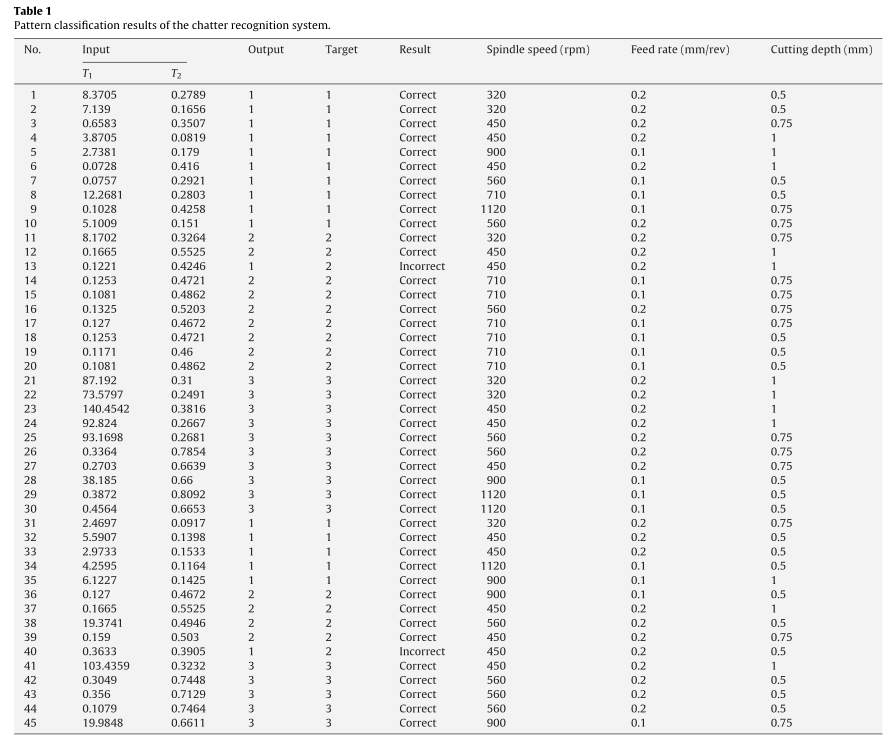 Table 1
Pattern classification results of the chatter recognition system.
No. Input Output Target Result Spindle speed (rpm) Feed rate (mm/rev) Cutting depth (mm)
T1 T2
1 8.3705 0.2789 1 1 Correct 320 0.2 0.5
2 7.139 0.1656 1 1 Correct 320 0.2 0.5
3 0.6583 0.3507 1 1 Correct 450 0.2 0.75
4 3.8705 0.0819 1 1 Correct 450 0.2 1
5 2.7381 0.179 1 1 Correct 900 0.1 1
6 0.0728 0.416 1 1 Correct 450 0.2 1
7 0.0757 0.2921 1 1 Correct 560 0.1 0.5
8 12.2681 0.2803 1 1 Correct 710 0.1 0.5
9 0.1028 0.4258 1 1 Correct 1120 0.1 0.75
10 5.1009 0.151 1 1 Correct 560 0.2 0.75
11 8.1702 0.3264 2 2 Correct 320 0.2 0.75
12 0.1665 0.5525 2 2 Correct 450 0.2 1
13 0.1221 0.4246 1 2 Incorrect 450 0.2 1
14 0.1253 0.4721 2 2 Correct 710 0.1 0.75
15 0.1081 0.4862 2 2 Correct 710 0.1 0.75
16 0.1325 0.5203 2 2 Correct 560 0.2 0.75
17 0.127 0.4672 2 2 Correct 710 0.1 0.75
18 0.1253 0.4721 2 2 Correct 710 0.1 0.5
19 0.1171 0.46 2 2 Correct 710 0.1 0.5
20 0.1081 0.4862 2 2 Correct 710 0.1 0.5
21 87.192 0.31 3 3 Correct 320 0.2 1
22 73.5797 0.2491 3 3 Correct 320 0.2 1
23 140.4542 0.3816 3 3 Correct 450 0.2 1
24 92.824 0.2667 3 3 Correct 450 0.2 1
25 93.1698 0.2681 3 3 Correct 560 0.2 0.75
26 0.3364 0.7854 3 3 Correct 560 0.2 0.75
27 0.2703 0.6639 3 3 Correct 450 0.2 0.75
28 38.185 0.66 3 3 Correct 900 0.1 0.5
29 0.3872 0.8092 3 3 Correct 1120 0.1 0.5
30 0.4564 0.6653 3 3 Correct 1120 0.1 0.5
31 2.4697 0.0917 1 1 Correct 320 0.2 0.75
32 5.5907 0.1398 1 1 Correct 450 0.2 0.5
33 2.9733 0.1533 1 1 Correct 450 0.2 0.5
34 4.2595 0.1164 1 1 Correct 1120 0.1 0.5
35 6.1227 0.1425 1 1 Correct 900 0.1 1
36 0.127 0.4672 2 2 Correct 900 0.1 0.5
37 0.1665 0.5525 2 2 Correct 450 0.2 1
38 19.3741 0.4946 2 2 Correct 560 0.2 0.5
39 0.159 0.503 2 2 Correct 450 0.2 0.75
40 0.3633 0.3905 1 2 Incorrect 450 0.2 0.5
41 103.4359 0.3232 3 3 Correct 450 0.2 1
42 0.3049 0.7448 3 3 Correct 560 0.2 0.5
43 0.356 0.7129 3 3 Correct 560 0.2 0.5
44 0.1079 0.7464 3 3 Correct 560 0.2 0.5
45 19.9848 0.6611 3 3 Correct 900 0.1 0.75